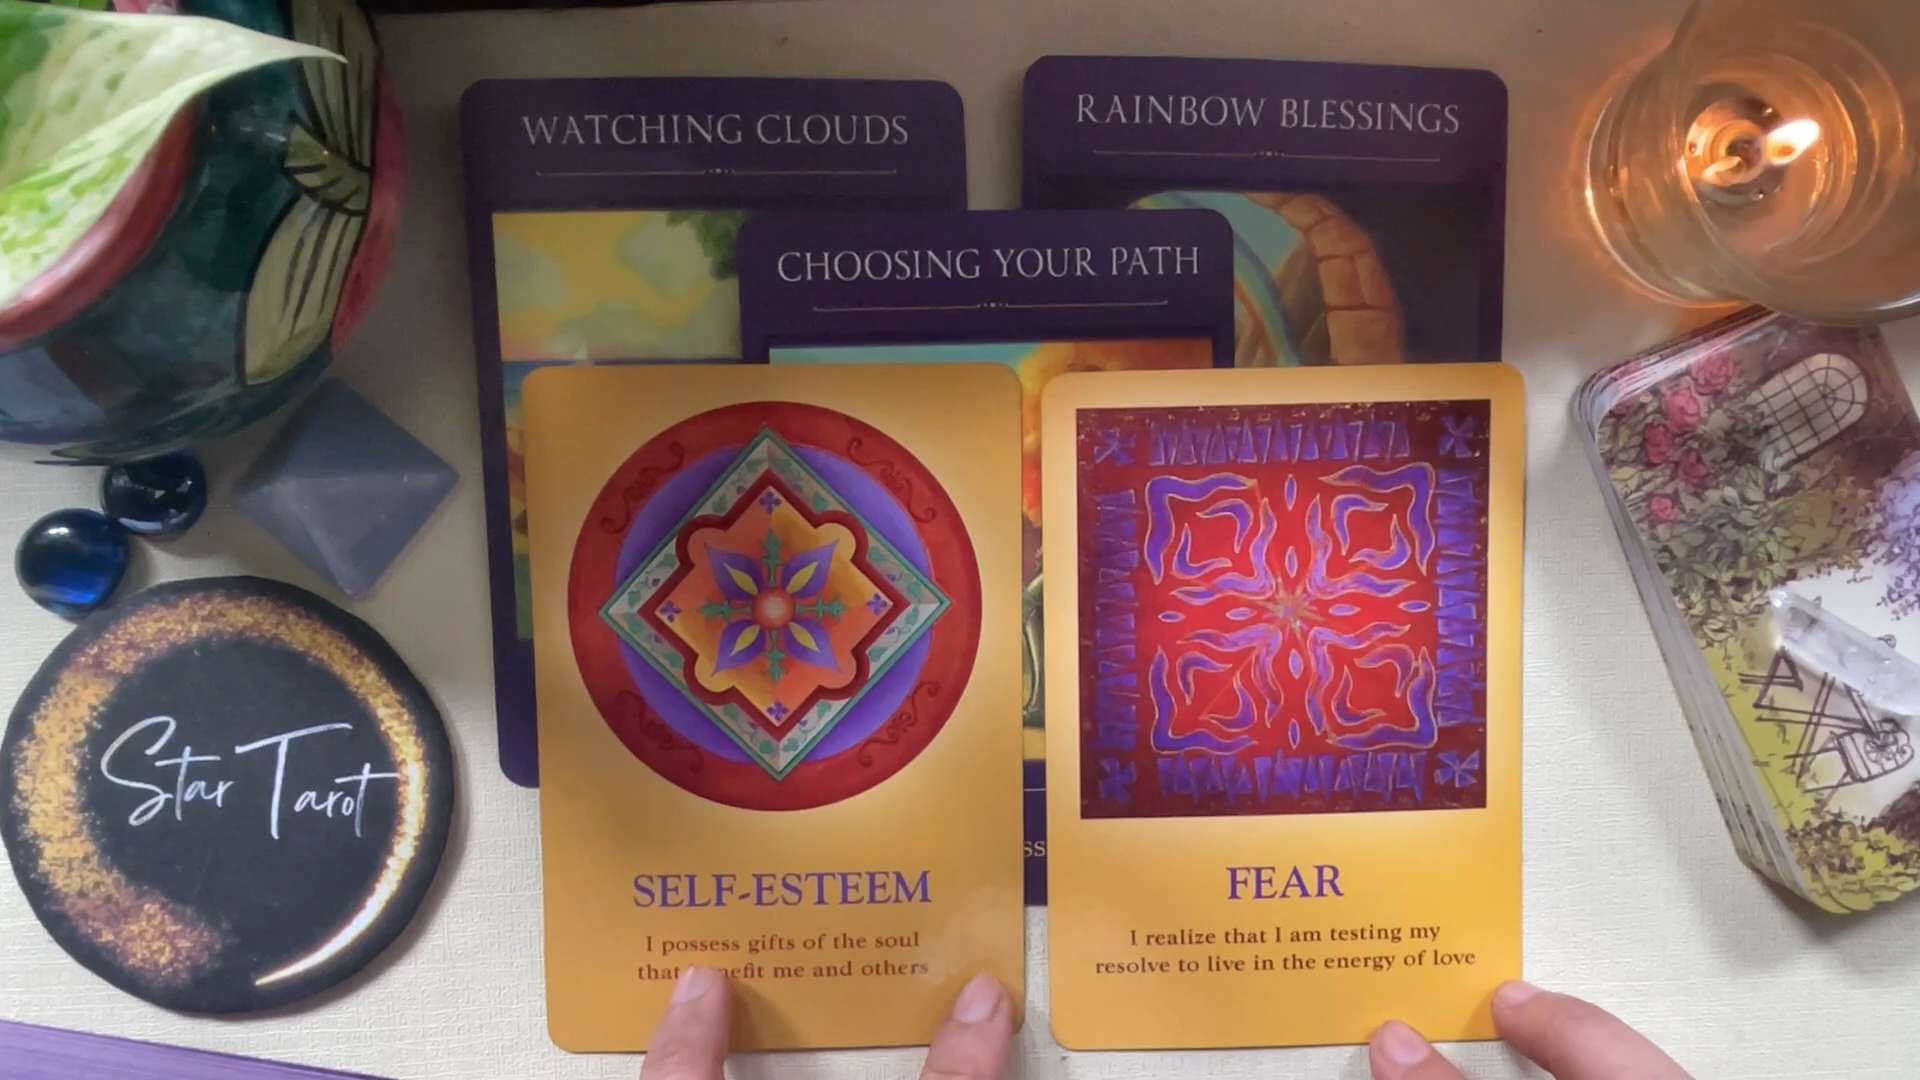 WATCHING CLOUDS
RAINBOW BLESSINGS
CHOOSING YOUR PATH
Star Tarot
SELF-ESTEEM
I possess gifts of the soul
that me and others
FEAR
I realize that I am testing my
resolve to live in the energy of love